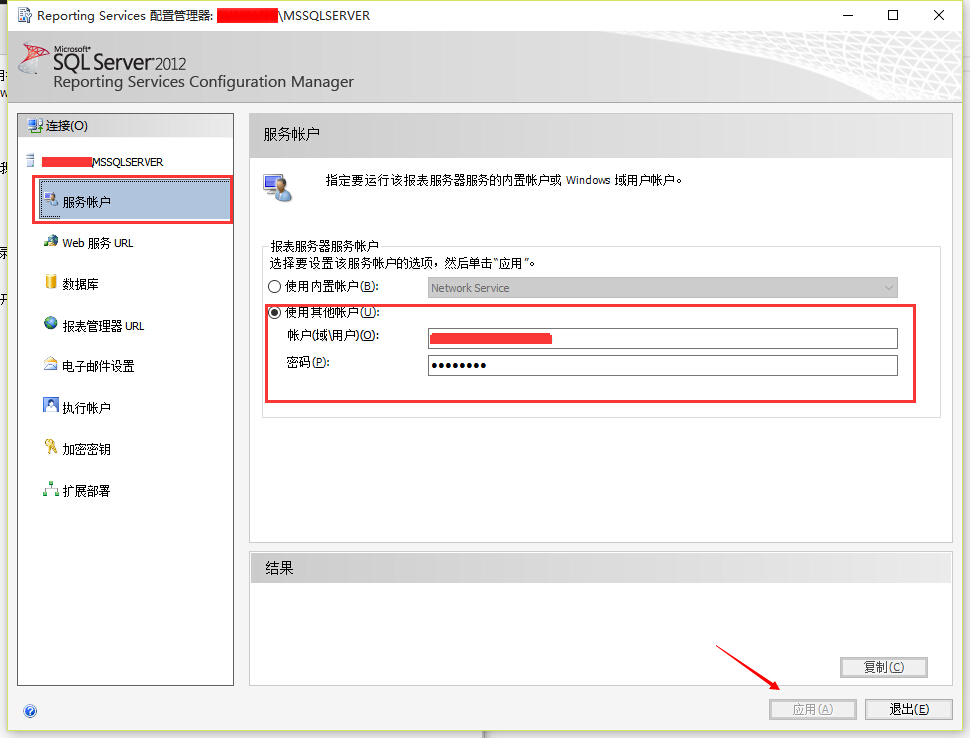 Reporting Services 配置管理器: \MSSQLSERVER
Microsoft®
SQL Server 2012
Reporting Services Configuration Manager
连接(O)
\MSSQLSERVER
服务帐户
Web 服务 URL
数据库
报表管理器 URL
电子邮件设置
执行帐户
加密密钥
扩展部署
服务帐户
指定要运行该报表服务器服务的内置帐户或 Windows 域用户帐户。
报表服务器服务帐户
选择要设置该服务帐户的选项，然后单击“应用”。
使用内置帐户(B):
Network Service
使用其他帐户(U):
帐户(域\用户)(O):
密码(P):
●●●●●●●●
结果
复制(C)
应用(A)
退出(E)